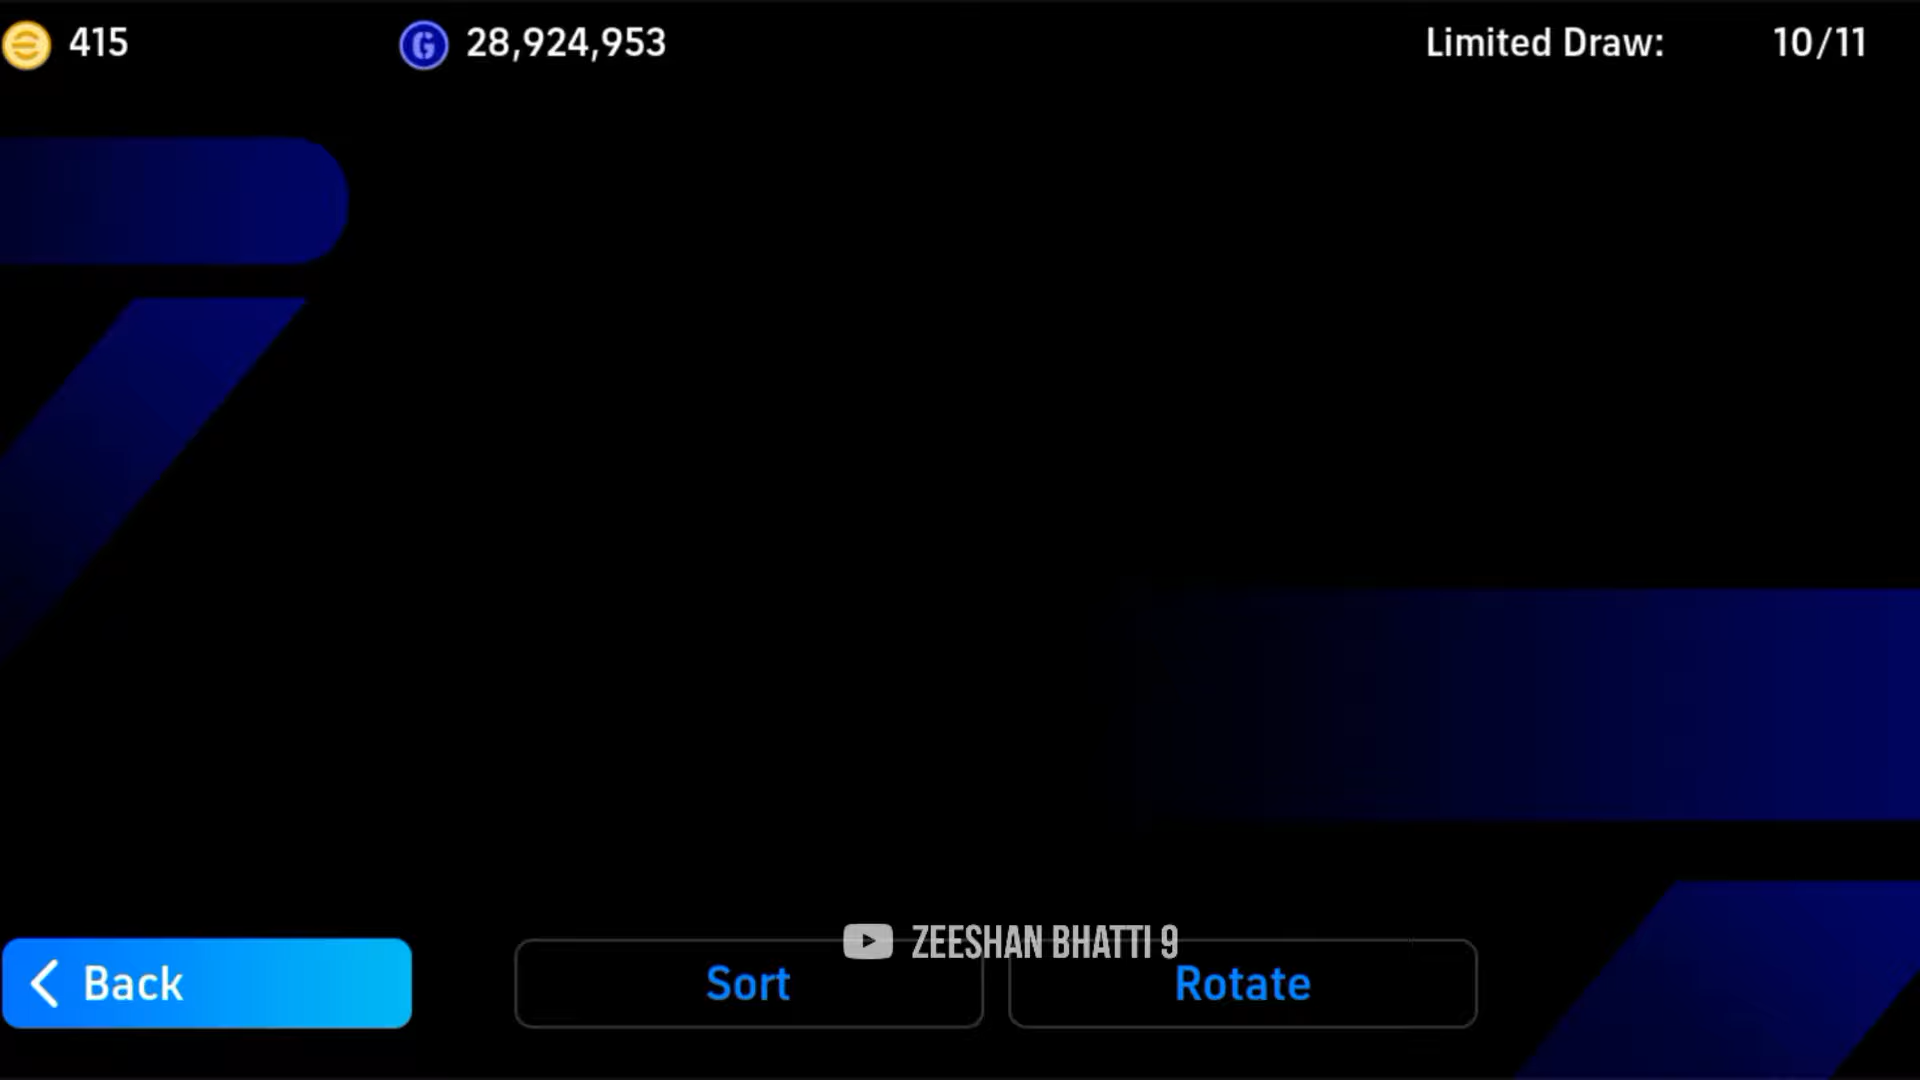 415
28,924,953
Limited Draw: 10/11
ZEESHAN BHATTI 9
Back
Sort
Rotate